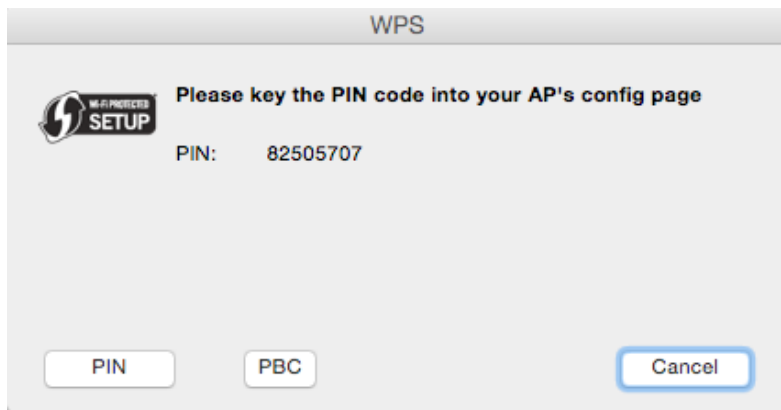 WPS
WI-FI PROTECTED
SETUP
Please key the PIN code into your AP's config page
PIN: 82505707
PIN PBC Cancel